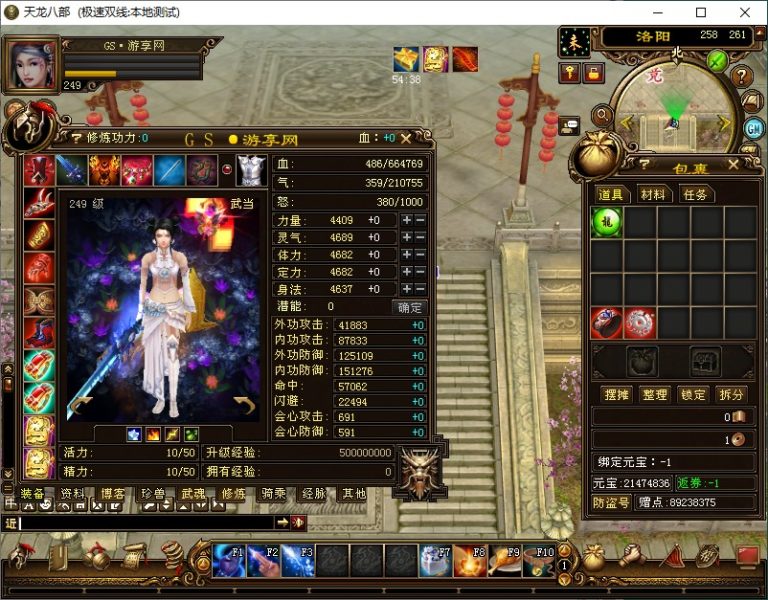 天龙八部 (极速双线:本地测试)
GS·游享网
249
54:38
洛阳 258 261
北
竞
GM
? 修炼功力:0 GS ●游享网 血: +0
249 级 武当
血: 486/664769
气: 359/210755
怒: 380/1000
力量: 4409 +0
灵气: 4689 +0
体力: 4682 +0
定力: 4682 +0
身法: 4637 +0
潜能: 0 确定
外功攻击: 41883 +0
内功攻击: 87833 +0
外功防御: 125109 +0
内功防御: 151276 +0
命中: 57062 +0
闪避: 22494 +0
会心攻击: 691 +0
会心防御: 591 +0
活力: 10/50 升级经验: 500000000
精力: 10/50 拥有经验: 0
装备 资料 博客 珍兽 武魂 修炼 骑乘 经脉 其他
近
包裹
道具 材料 任务
龍
摆摊 整理 锁定 拆分
0
1
绑定元宝: -1
元宝: 21474836 返券: -1
防盗号 赠点: 89238375
F1 F2 F3 F7 F8 F9 F10
1